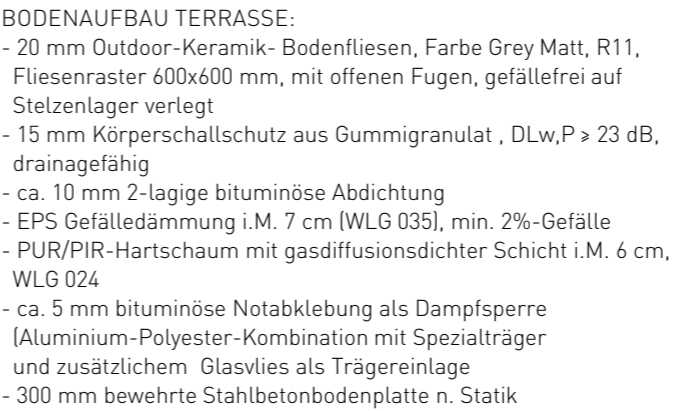 BODENAUFBAU TERRASSE:
- 20 mm Outdoor-Keramik- Bodenfliesen, Farbe Grey Matt, R11,
Fliesenraster 600x600 mm, mit offenen Fugen, gefällefrei auf
Stelzenlager verlegt
- 15 mm Körperschallschutz aus Gummigranulat , DLw,P ⩾ 23 dB,
drainagefähig
- ca. 10 mm 2-lagige bituminöse Abdichtung
- EPS Gefälledämmung i.M. 7 cm (WLG 035), min. 2%-Gefälle
- PUR/PIR-Hartschaum mit gasdiffusionsdichter Schicht i.M. 6 cm,
WLG 024
- ca. 5 mm bituminöse Notabklebung als Dampfsperre
(Aluminium-Polyester-Kombination mit Spezialträger
und zusätzlichem  Glasvlies als Trägereinlage
- 300 mm bewehrte Stahlbetonbodenplatte n. Statik